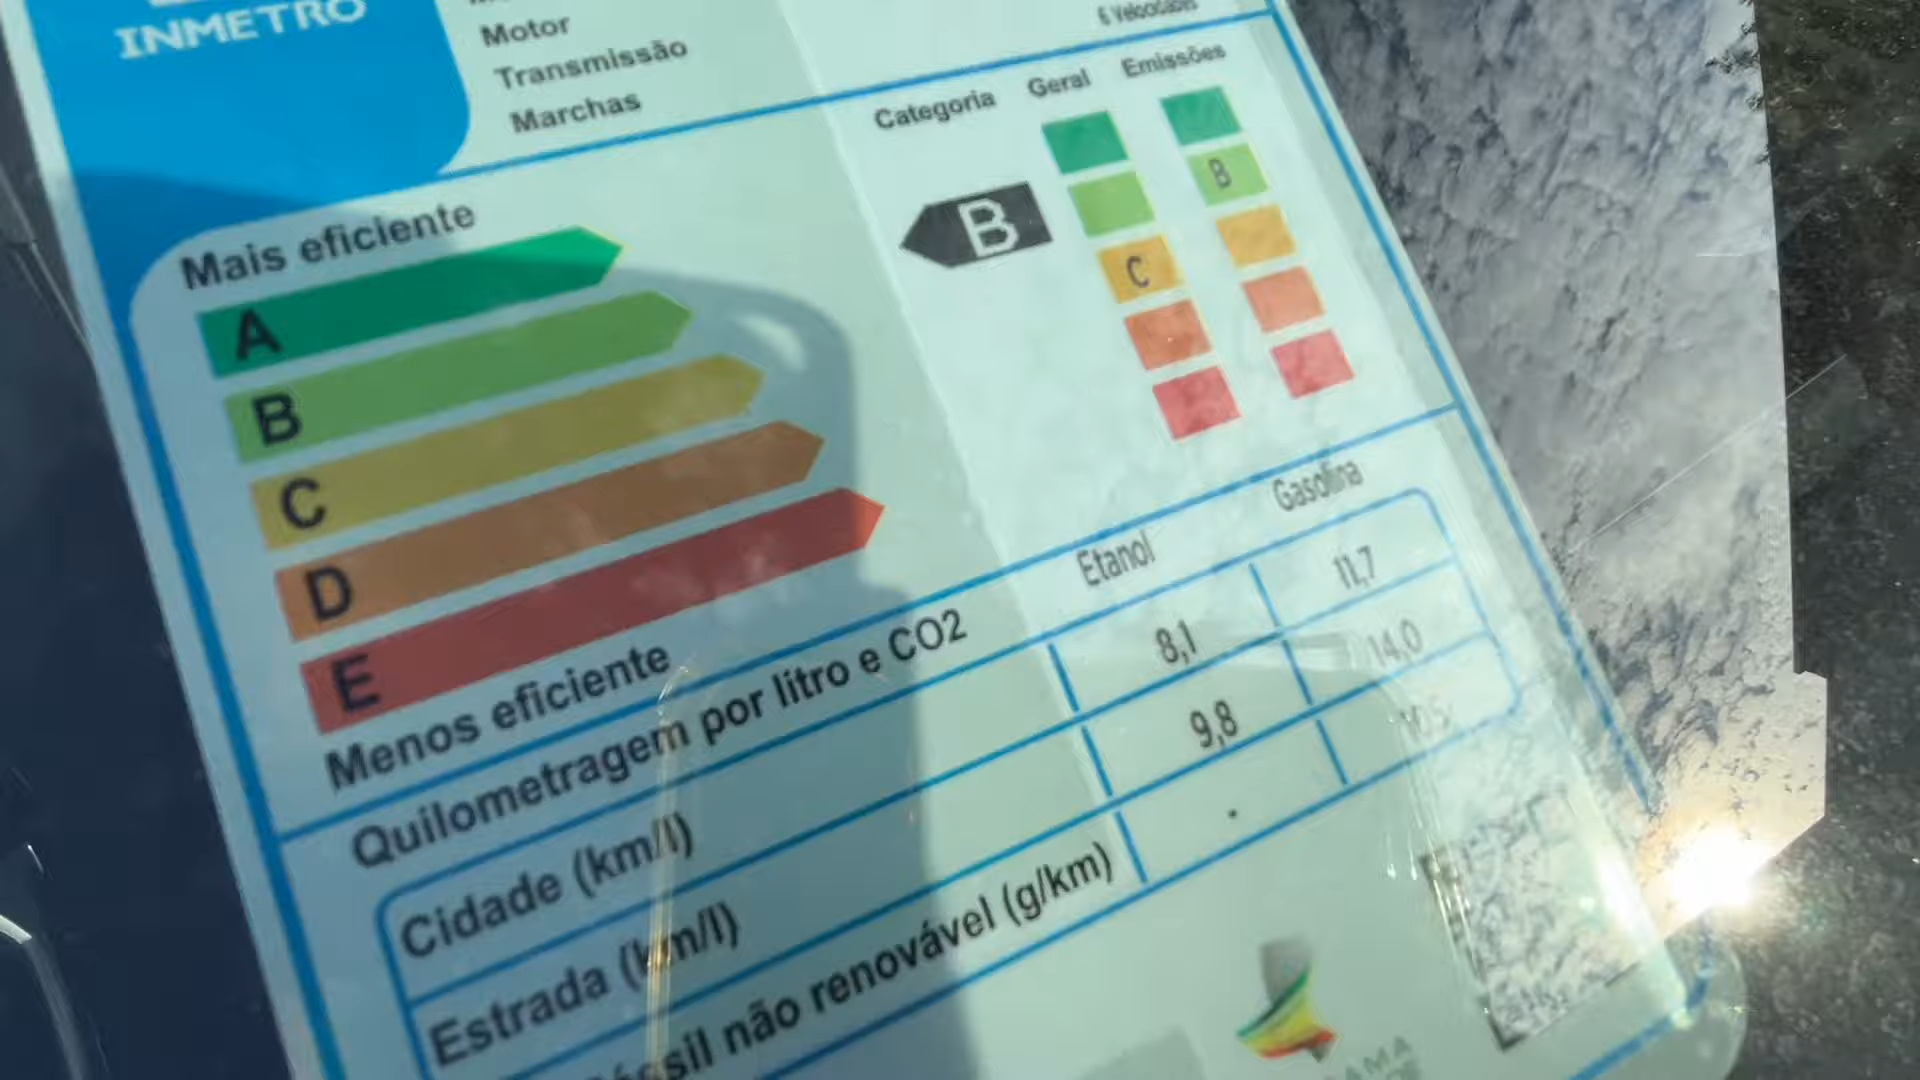 INMETRO
Motor
Transmissão
Marchas
6 Velocidades
Categoria Geral Emissões
B
B
C
Mais eficiente
A
B
C
D
E
Menos eficiente
Etanol Gasolina
Quilometragem por litro e CO2
Cidade (km/l) 8,1 11,7
Estrada (km/l) 9,8 14,0
não renovável (g/km)